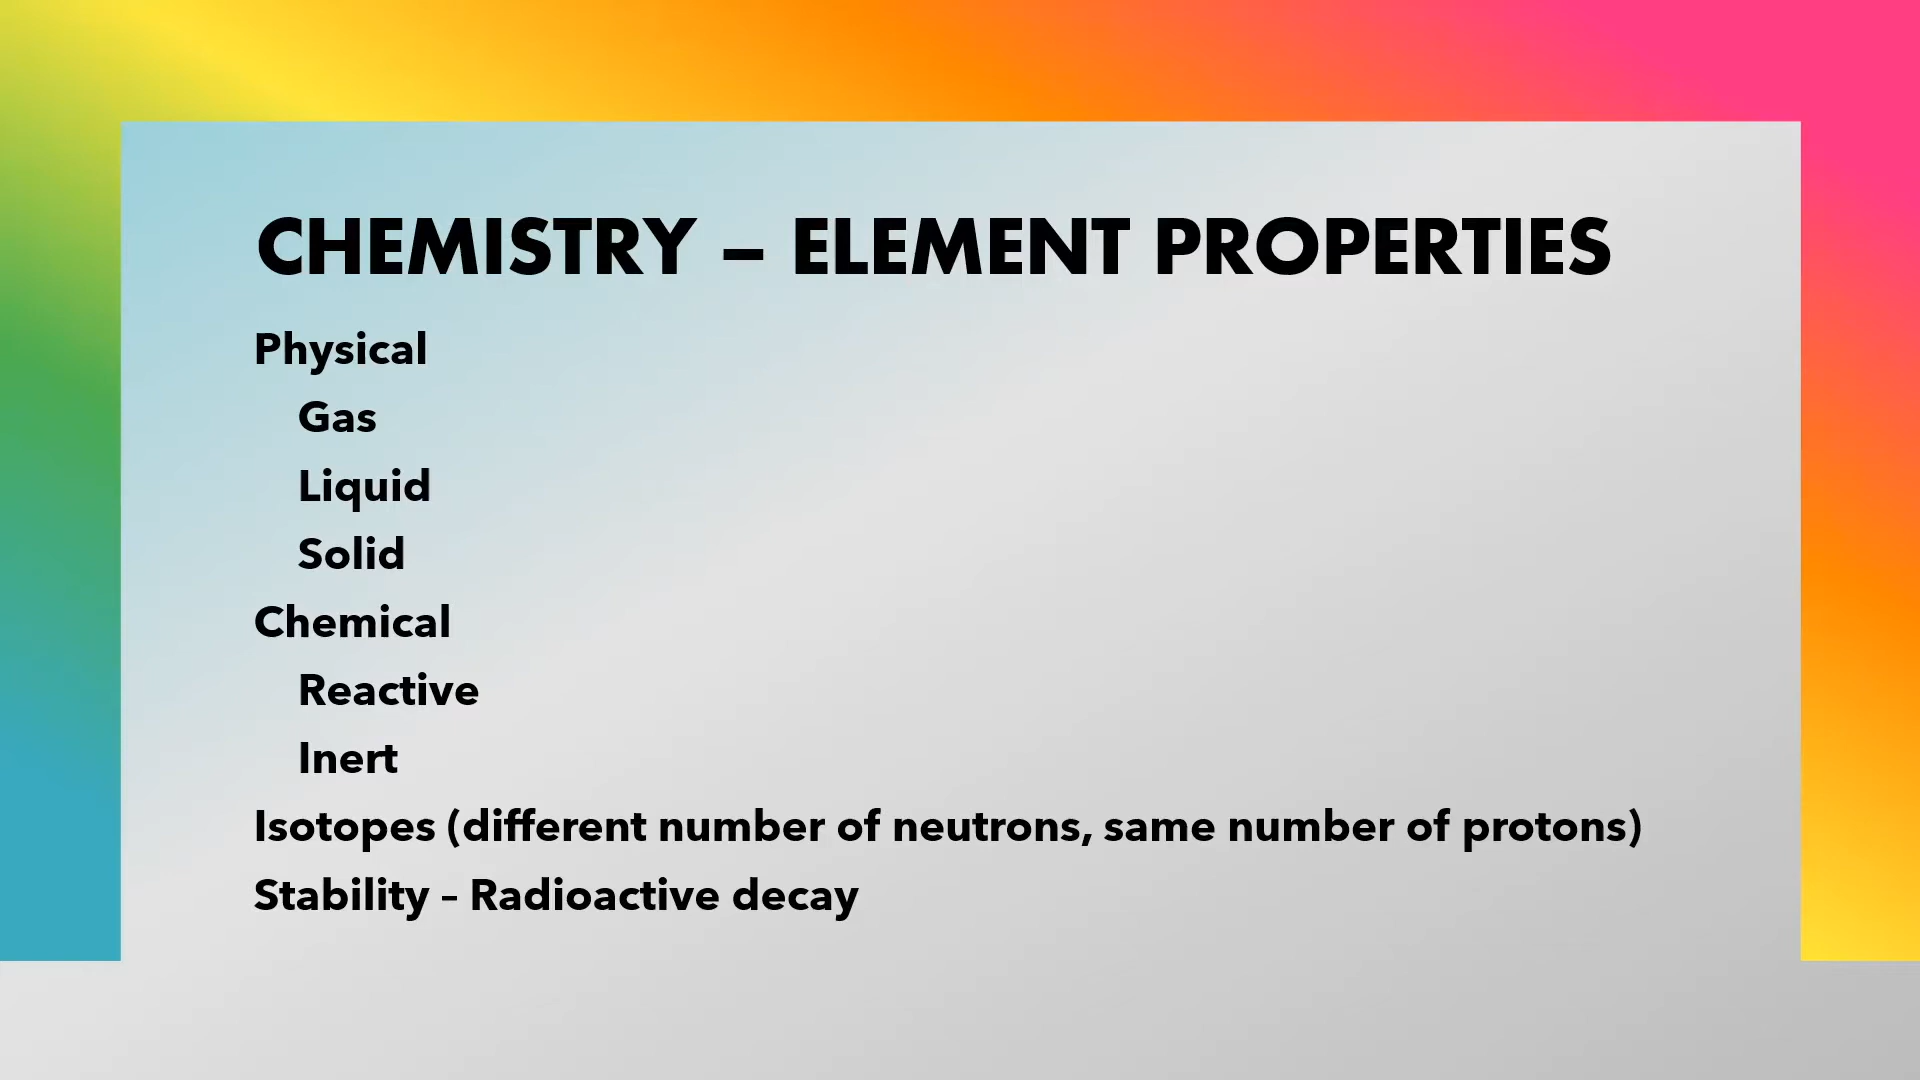 CHEMISTRY – ELEMENT PROPERTIES
Physical
Gas
Liquid
Solid
Chemical
Reactive
Inert
Isotopes (different number of neutrons, same number of protons)
Stability – Radioactive decay